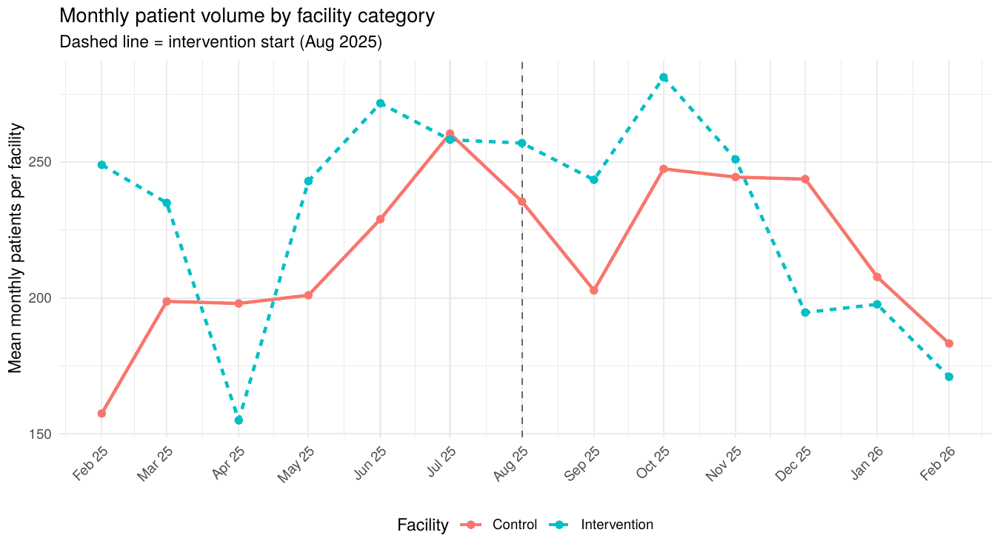 Monthly patient volume by facility category
Dashed line = intervention start (Aug 2025)
Mean monthly patients per facility
250
200
150
Feb 25
Mar 25
Apr 25
May 25
Jun 25
Jul 25
Aug 25
Sep 25
Oct 25
Nov 25
Dec 25
Jan 26
Feb 26
Facility Control Intervention